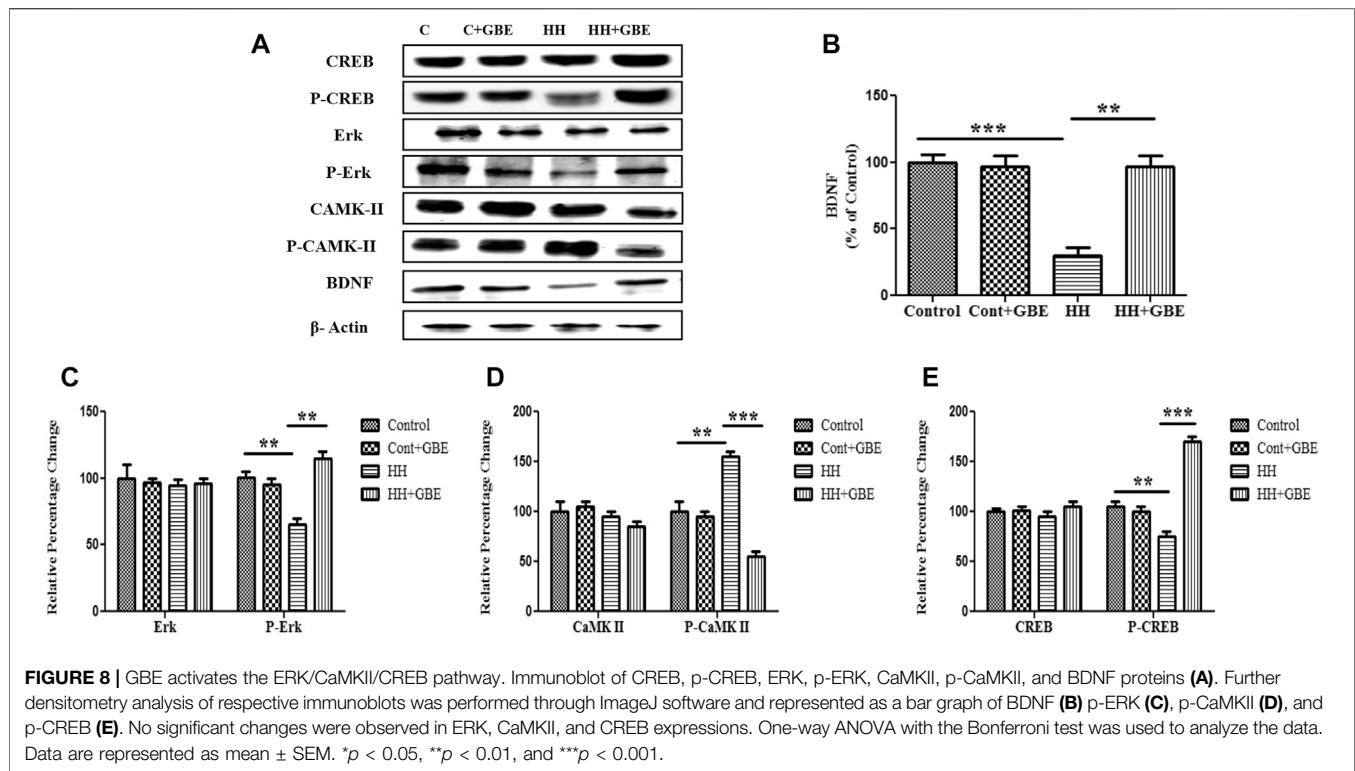 A
C C+GBE HH HH+GBE
CREB
P-CREB
Erk
P-Erk
CAMK-II
P-CAMK-II
BDNF
β- Actin
B
BDNF
(% of Control)
150
100
50
0
***
**
Control Cont+GBE HH HH+GBE
C
Relative Percentage Change
150
100
50
0
**
**
Erk P-Erk
Control
Cont+GBE
HH
HH+GBE
D
Relative Percentage Change
200
150
100
50
0
**
***
CaMK II P-CaMK II
Control
Cont+GBE
HH
HH+GBE
E
Relative Percentage Change
200
150
100
50
0
**
***
CREB P-CREB
Control
Cont+GBE
HH
HH+GBE
FIGURE 8 | GBE activates the ERK/CaMKII/CREB pathway. Immunoblot of CREB, p-CREB, ERK, p-ERK, CaMKII, p-CaMKII, and BDNF proteins (A). Further
densitometry analysis of respective immunoblots was performed through ImageJ software and represented as a bar graph of BDNF (B) p-ERK (C), p-CaMKII (D), and
p-CREB (E). No significant changes were observed in ERK, CaMKII, and CREB expressions. One-way ANOVA with the Bonferroni test was used to analyze the data.
Data are represented as mean ± SEM. *p < 0.05, **p < 0.01, and ***p < 0.001.